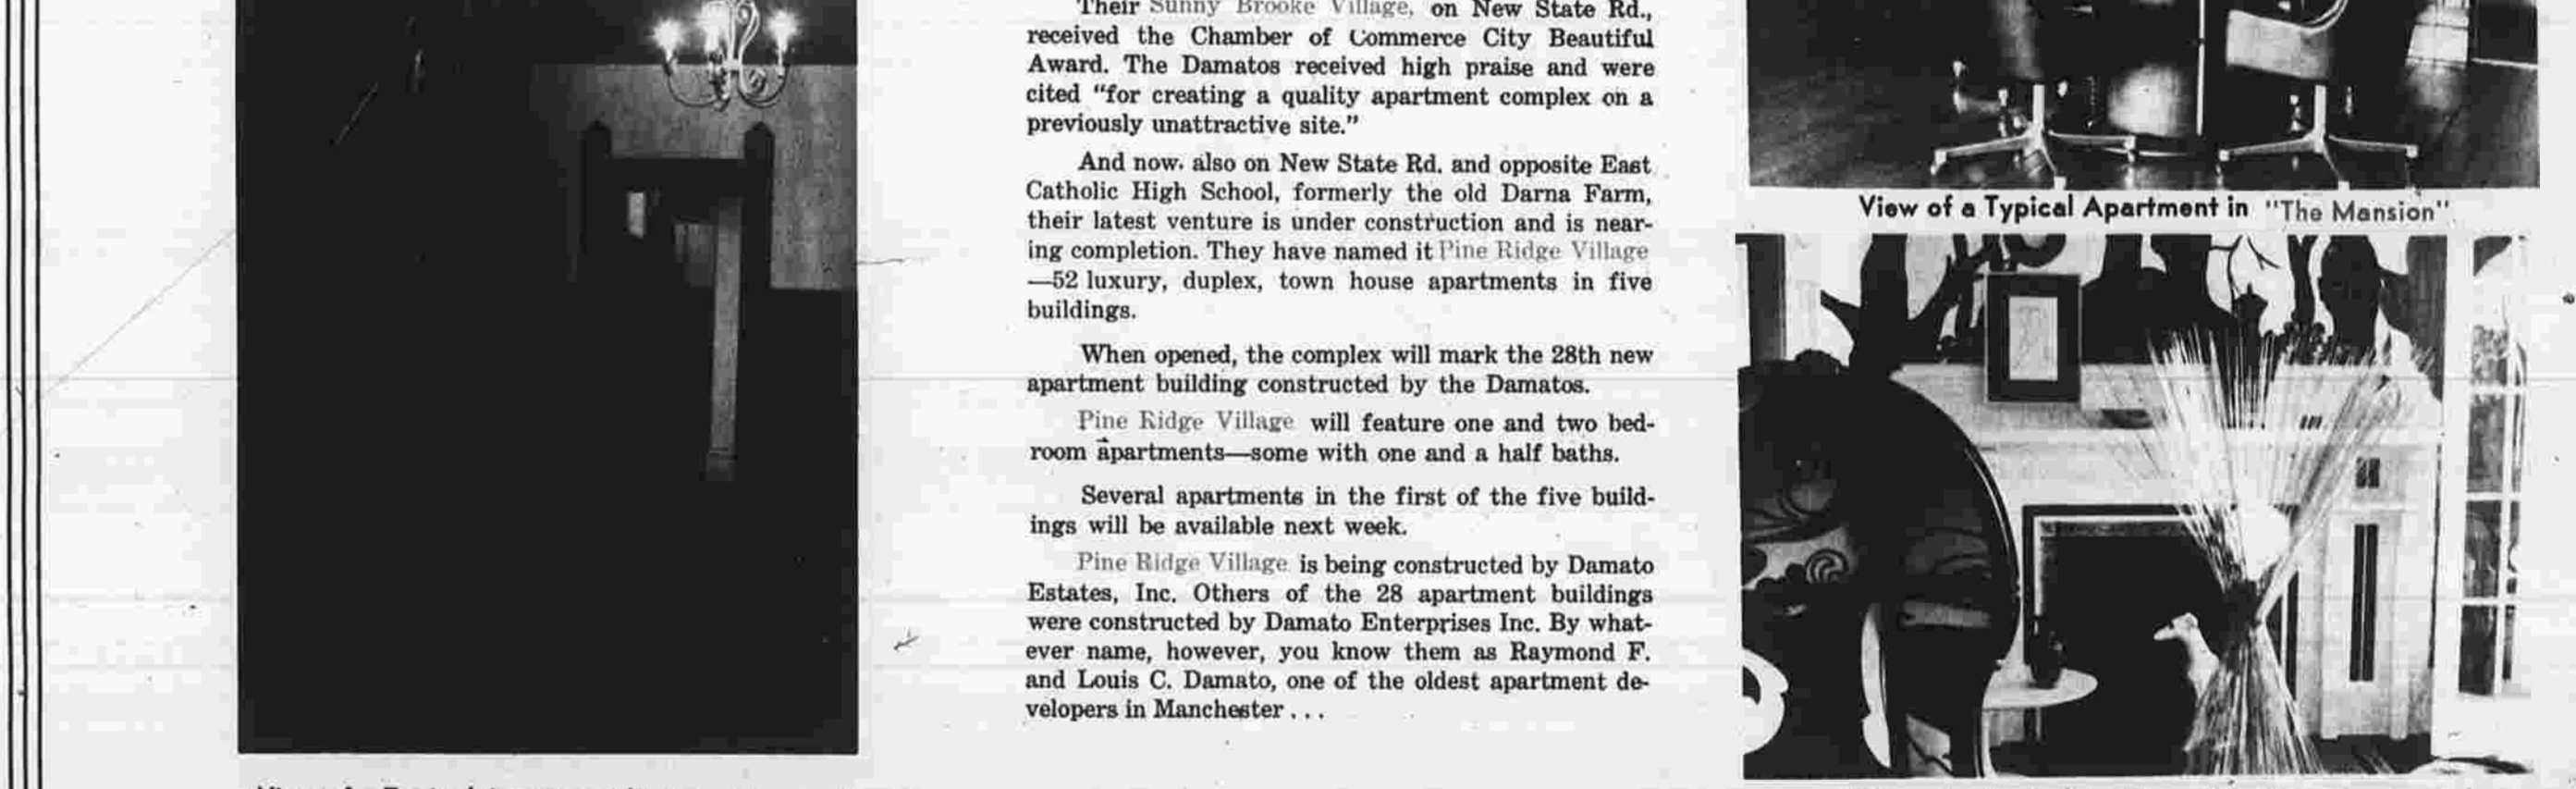 Their Sunny Brooke Village, on New State Rd.,
received the Chamber of Commerce City Beautiful
Award. The Damatos received high praise and were
cited "for creating a quality apartment complex on a
previously unattractive site."
And now, also on New State Rd. and opposite East
Catholic High School, formerly the old Darna Farm,
their latest venture is under construction and is near-
ing completion. They have named it Pine Ridge Village
—52 luxury, duplex, town house apartments in five
buildings.
When opened, the complex will mark the 28th new
apartment building constructed by the Damatos.
Pine Ridge Village will feature one and two bed-
room apartments—some with one and a half baths.
Several apartments in the first of the five build-
ings will be available next week.
Pine Ridge Village is being constructed by Damato
Estates, Inc. Others of the 28 apartment buildings
were constructed by Damato Enterprises Inc. By what-
ever name, however, you know them as Raymond F.
and Louis C. Damato, one of the oldest apartment de-
velopers in Manchester . . .
View of a Typical Apartment in "The Mansion"